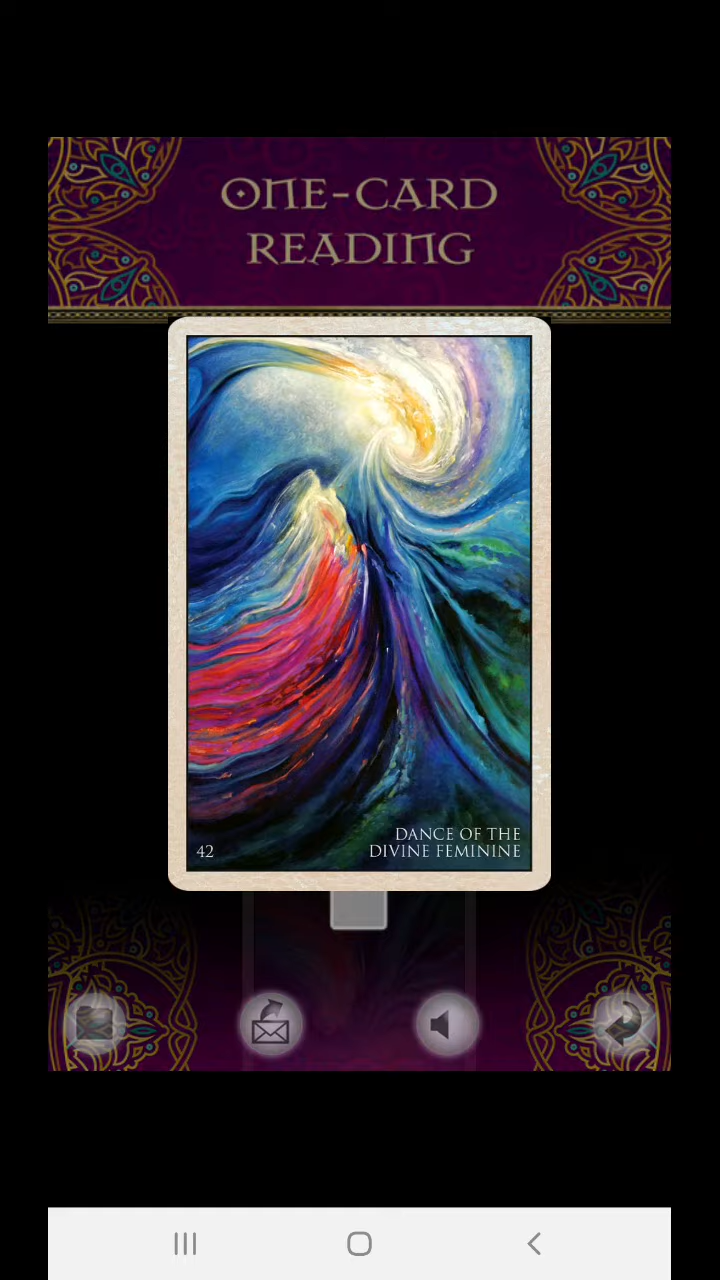 ONE-CARD
READING
DANCE OF THE
42
DIVINE FEMININE